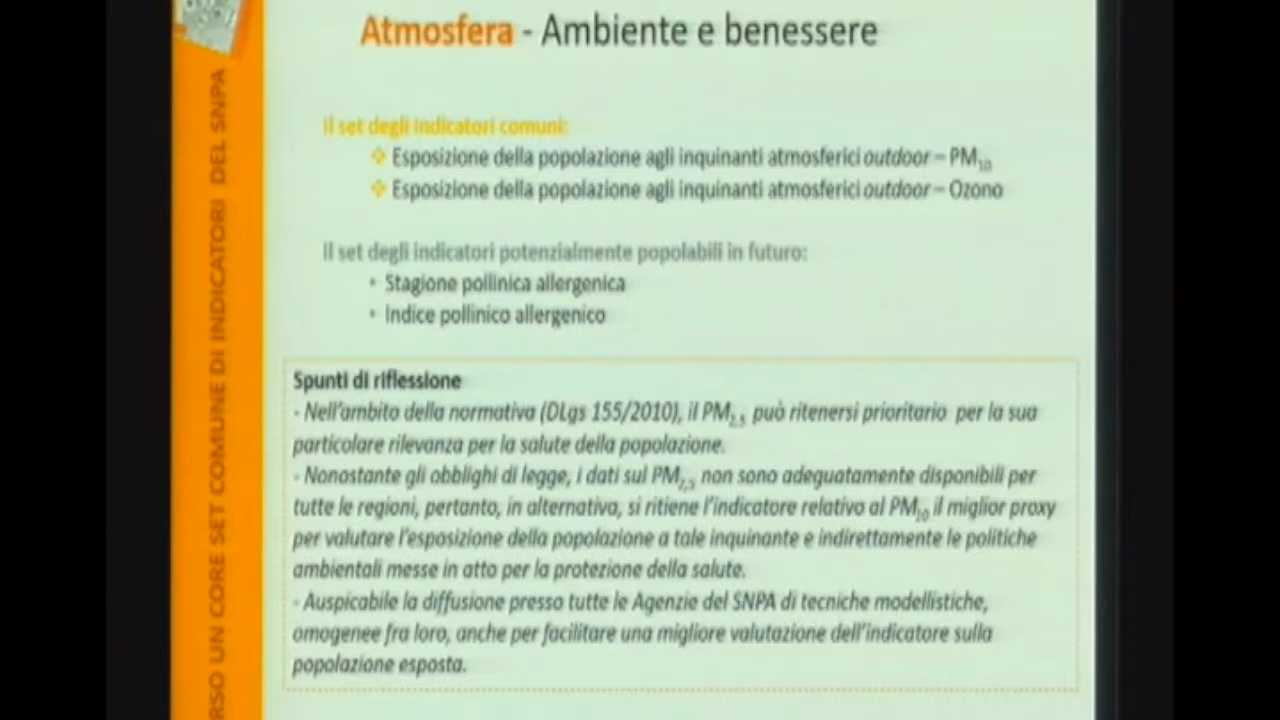 Atmosfera - Ambiente e benessere
Il set degli indicatori comuni:
❖ Esposizione della popolazione agli inquinanti atmosferici outdoor – PM10
❖ Esposizione della popolazione agli inquinanti atmosferici outdoor – Ozono
Il set degli indicatori potenzialmente popolabili in futuro:
• Stagione pollinica allergenica
• Indice pollinico allergenico
Spunti di riflessione
- Nell'ambito della normativa (DLgs 155/2010), il PM2,5 può ritenersi prioritario per la sua
particolare rilevanza per la salute della popolazione.
- Nonostante gli obblighi di legge, i dati sul PM2,5 non sono adeguatamente disponibili per
tutte le regioni, pertanto, in alternativa, si ritiene l'indicatore relativo al PM10 il miglior proxy
per valutare l'esposizione della popolazione a tale inquinante e indirettamente le politiche
ambientali messe in atto per la protezione della salute.
- Auspicabile la diffusione presso tutte le Agenzie del SNPA di tecniche modellistiche,
omogenee fra loro, anche per facilitare una migliore valutazione dell'indicatore sulla
popolazione esposta.
RSO UN CORE SET COMUNE DI INDICATORI DEL SNPA